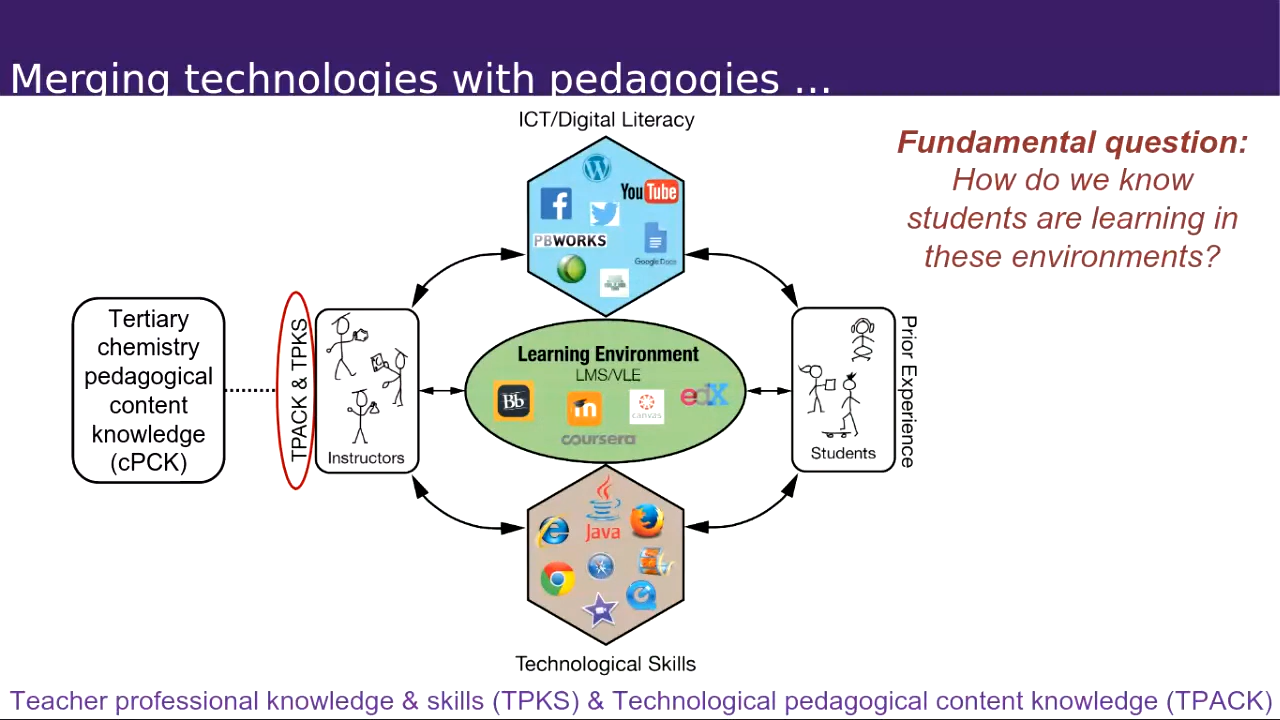 Merging technologies with pedagogies ...
ICT/Digital Literacy
Fundamental question:
How do we know
students are learning in
these environments?
You Tube
PBWORKS
Google Docs
Tertiary
chemistry
pedagogical
content
knowledge
(cPCK)
TPACK & TPKS
Instructors
Learning Environment
LMS/VLE
Bb
m
canvas
edX
coursera
Students
Prior Experience
Java
Technological Skills
Teacher professional knowledge & skills (TPKS) & Technological pedagogical content knowledge (TPACK)